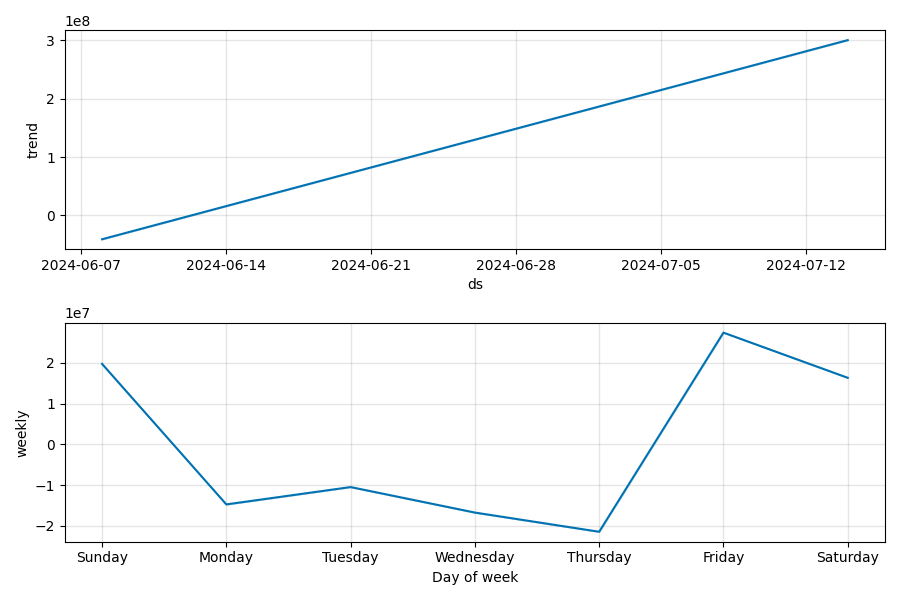 1e8
3
2
1
0
trend
2024-06-07 2024-06-14 2024-06-21 2024-06-28 2024-07-05 2024-07-12
ds
1e7
2
1
0
−1
−2
weekly
Sunday Monday Tuesday Wednesday Thursday Friday Saturday
Day of week